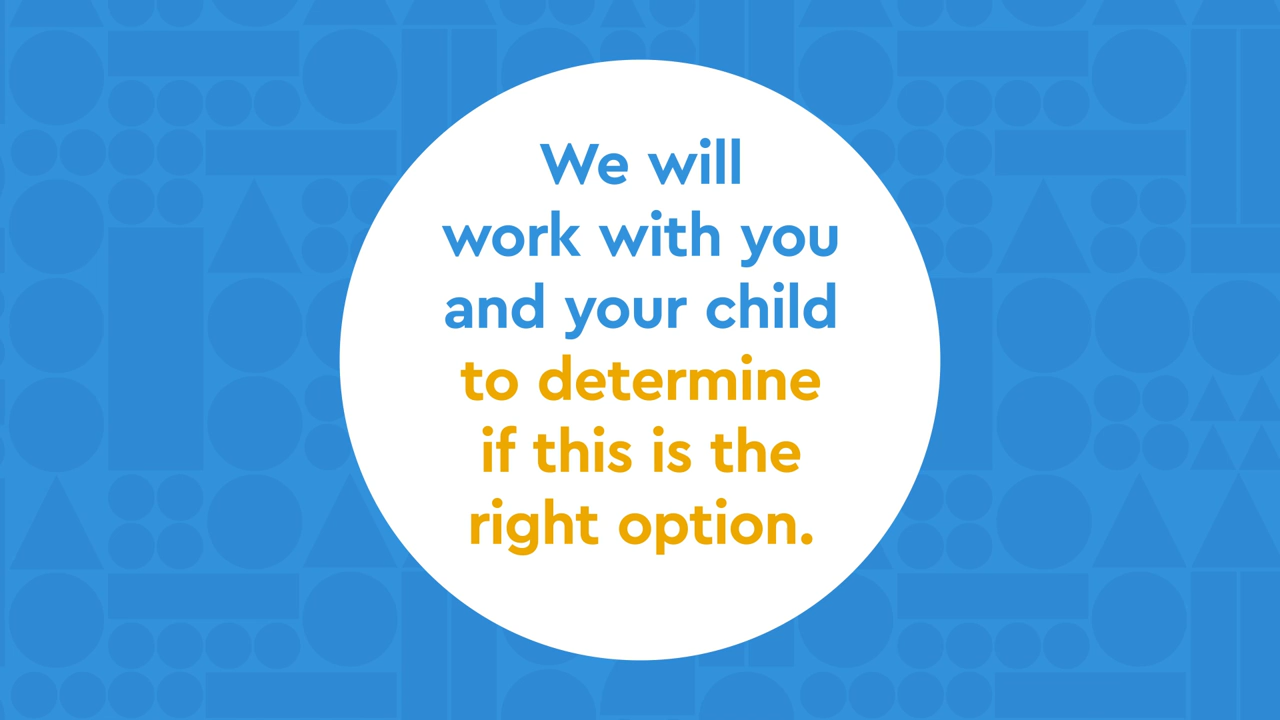 We will
work with you
and your child
to determine
if this is the
right option.